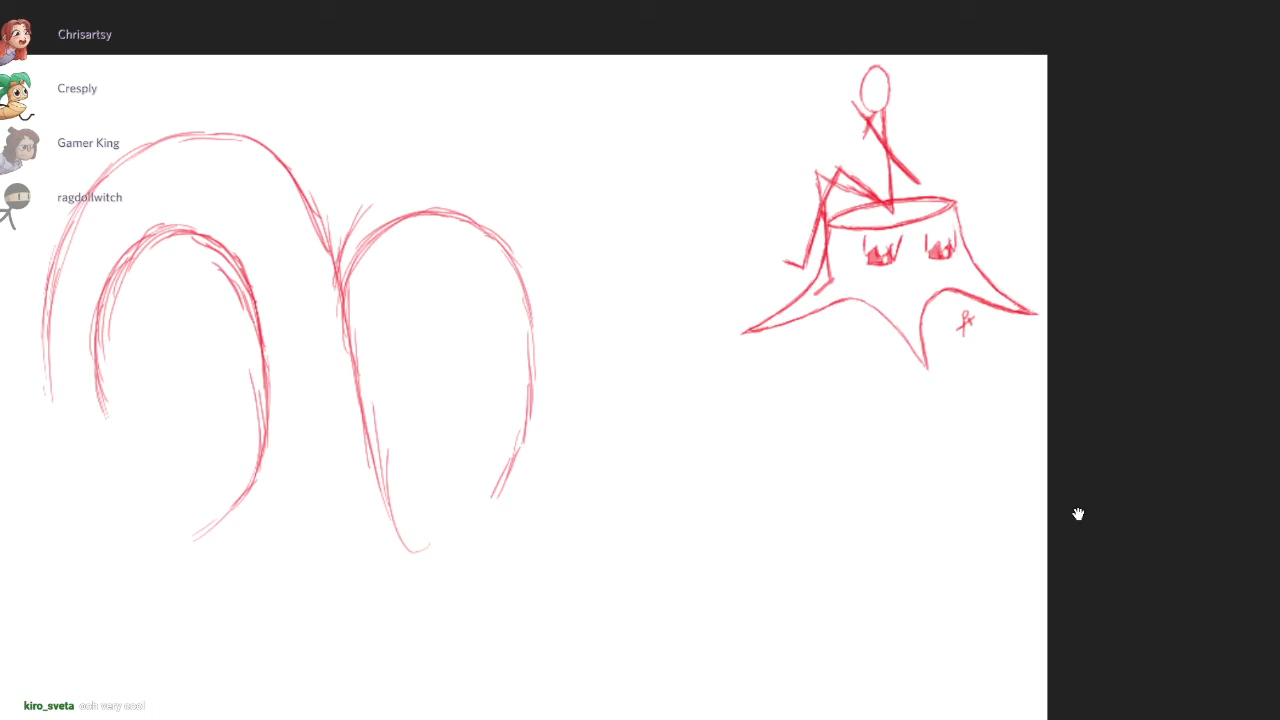 Chrisartsy
Cresply
Gamer King
ragdollwitch
kiro_sveta ooh very cool